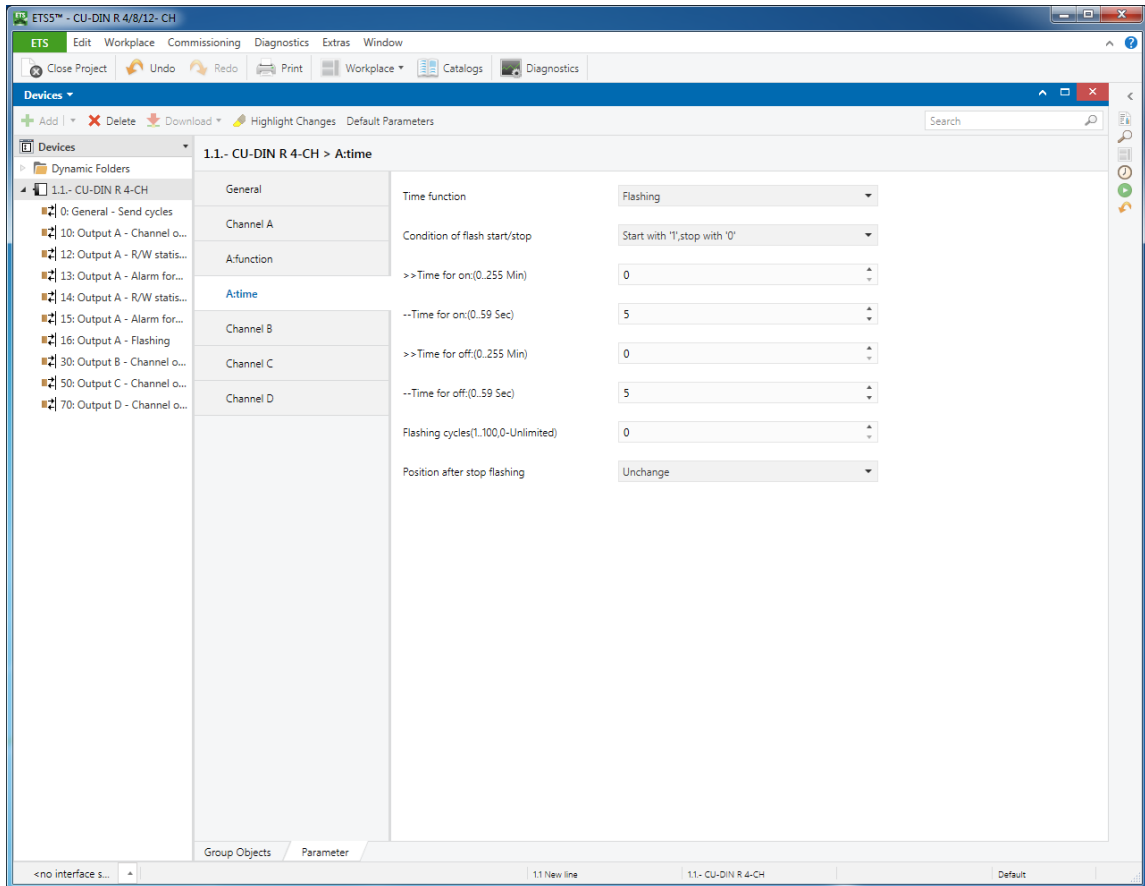 ETS5™ - CU-DIN R 4/8/12- CH
ETS Edit Workplace Commissioning Diagnostics Extras Window
Close Project Undo Redo Print Workplace Catalogs Diagnostics
Devices
Add Delete Download Highlight Changes Default Parameters Search
Devices
Dynamic Folders
1.1.- CU-DIN R 4-CH
0: General - Send cycles
10: Output A - Channel o...
12: Output A - R/W statis...
13: Output A - Alarm for...
14: Output A - R/W statis...
15: Output A - Alarm for...
16: Output A - Flashing
30: Output B - Channel o...
50: Output C - Channel o...
70: Output D - Channel o...
1.1.- CU-DIN R 4-CH > A:time
General
Channel A
A:function
A:time
Channel B
Channel C
Channel D
Time function Flashing
Condition of flash start/stop Start with '1',stop with '0'
>>Time for on:(0..255 Min) 0
--Time for on:(0..59 Sec) 5
>>Time for off:(0..255 Min) 0
--Time for off:(0..59 Sec) 5
Flashing cycles(1..100,0-Unlimited) 0
Position after stop flashing Unchange
Group Objects Parameter
<no interface s... 1.1 New line 1.1.- CU-DIN R 4-CH Default